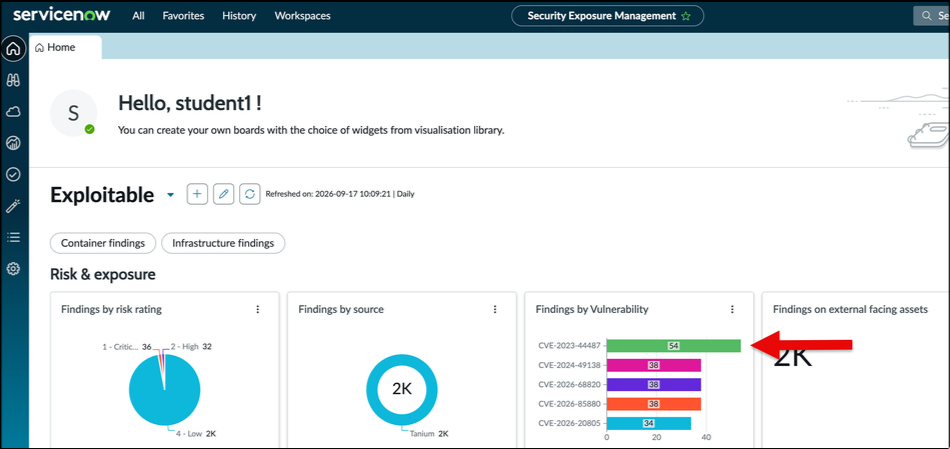 servicenow All Favorites History Workspaces Security Exposure Management ☆ Se
Home
S
Hello, student1 !
You can create your own boards with the choice of widgets from visualisation library.
Exploitable Refreshed on: 2026-09-17 10:09:21 | Daily
Container findings Infrastructure findings
Risk & exposure
Findings by risk rating
1 - Critic... 36
2 - High 32
4 - Low 2K
Findings by source
2K
Tanium 2K
Findings by Vulnerability
CVE-2023-44487 54
CVE-2024-49138 38
CVE-2026-68820 38
CVE-2026-85880 38
CVE-2026-20805 34
0 20 40
Findings on external facing assets
2K